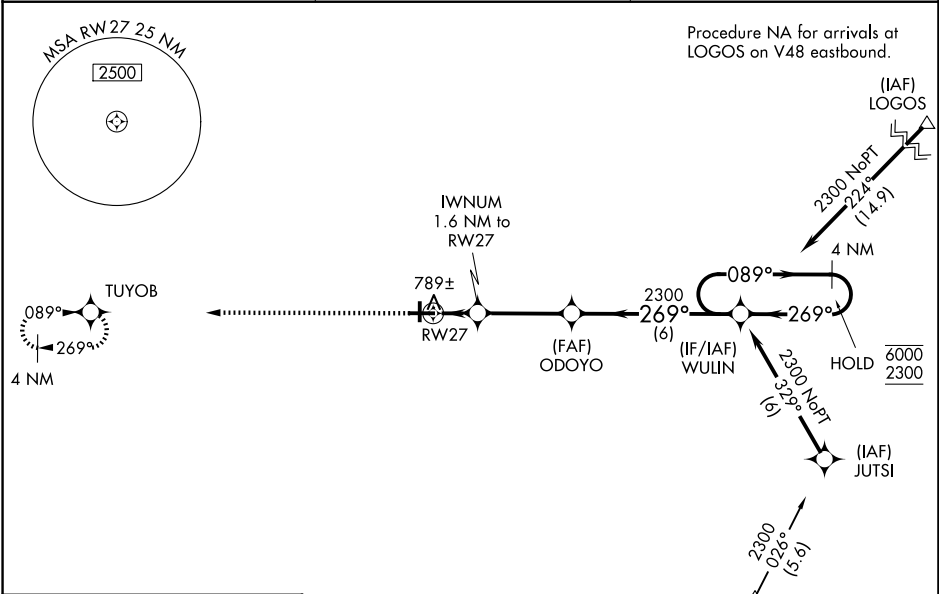 MSA RW 27 25 NM
2500
Procedure NA for arrivals at
LOGOS on V48 eastbound.
(IAF)
LOGOS
2300 NoPT
224°
(14.9)
IWNUM
1.6 NM to
RW27
4 NM
089°
TUYOB
089°
269°
4 NM
789±
RW27
2300
269°
(6)
269°
(FAF)
ODOYO
(IF/IAF)
WULIN
HOLD
6000
2300
2300 NoPT
329°
(6)
(IAF)
JUTSI
2300
026°
(5.6)